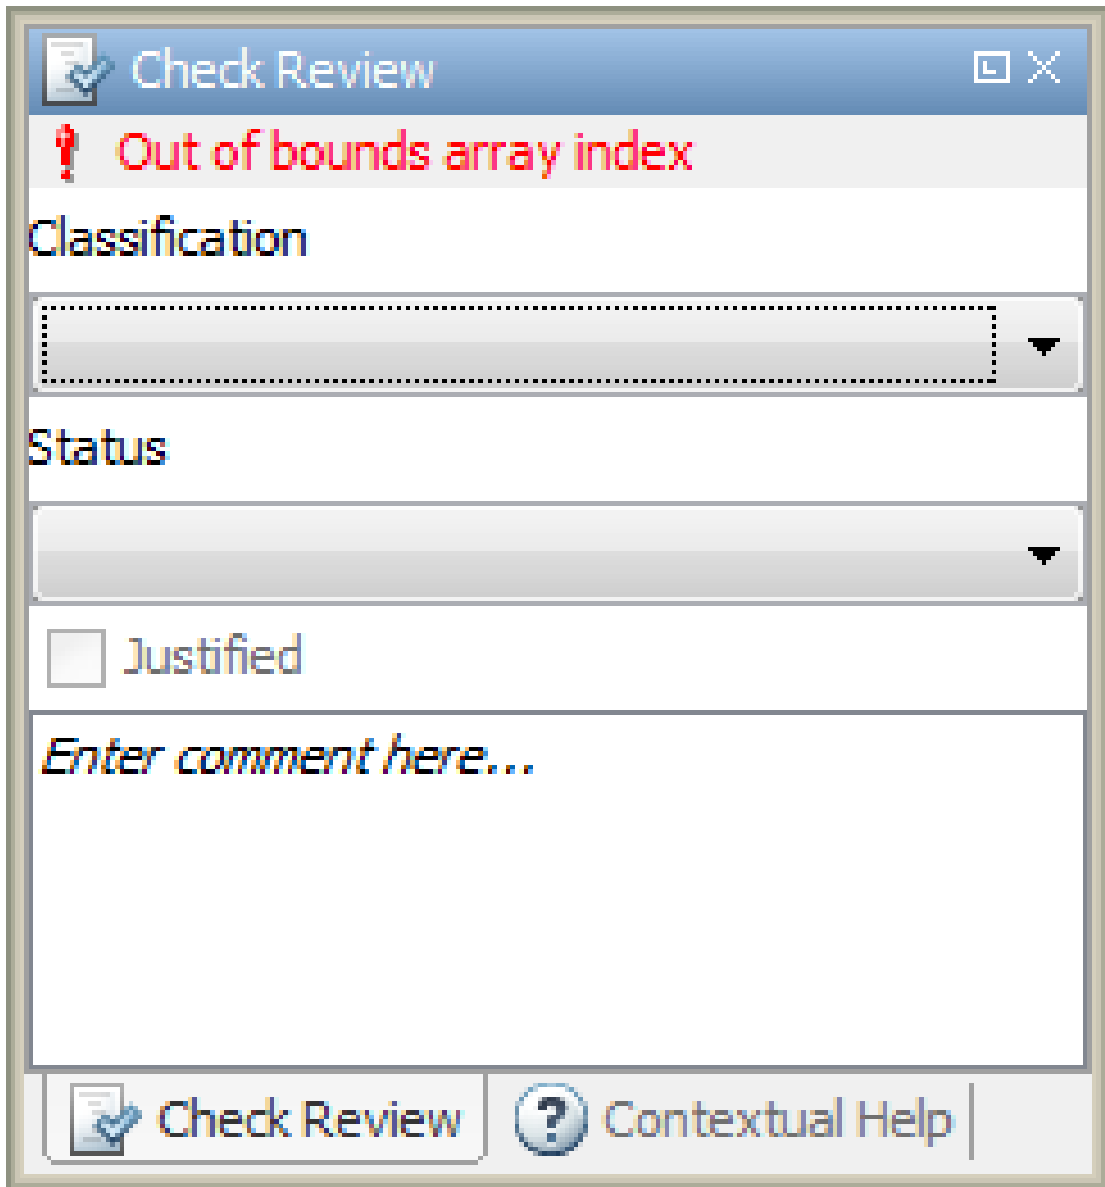 Check Review
Out of bounds array index
Classification
Status
Justified
Enter comment here...
Check Review
Contextual Help